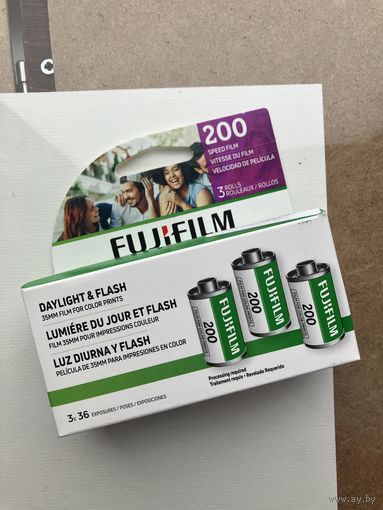 200
SPEED FILM
VITESSE DU FILM
VELOCIDAD DE PELÍCULA
3 ROLLS
ROULEAUX / ROLLOS
FUJIFILM
DAYLIGHT & FLASH
35MM FILM FOR COLOR PRINTS
LUMIÈRE DU JOUR ET FLASH
FILM 35MM POUR IMPRESSIONS COULEUR
LUZ DIURNA Y FLASH
PELÍCULA DE 35MM PARA IMPRESIONES EN COLOR
3x 36 EXPOSURES / POSES / EXPOSICIONES
FUJIFILM
200
FUJIFILM
200
FUJIFILM
200
Processing required
Traitement requis • Revelado Requerido
ay.by